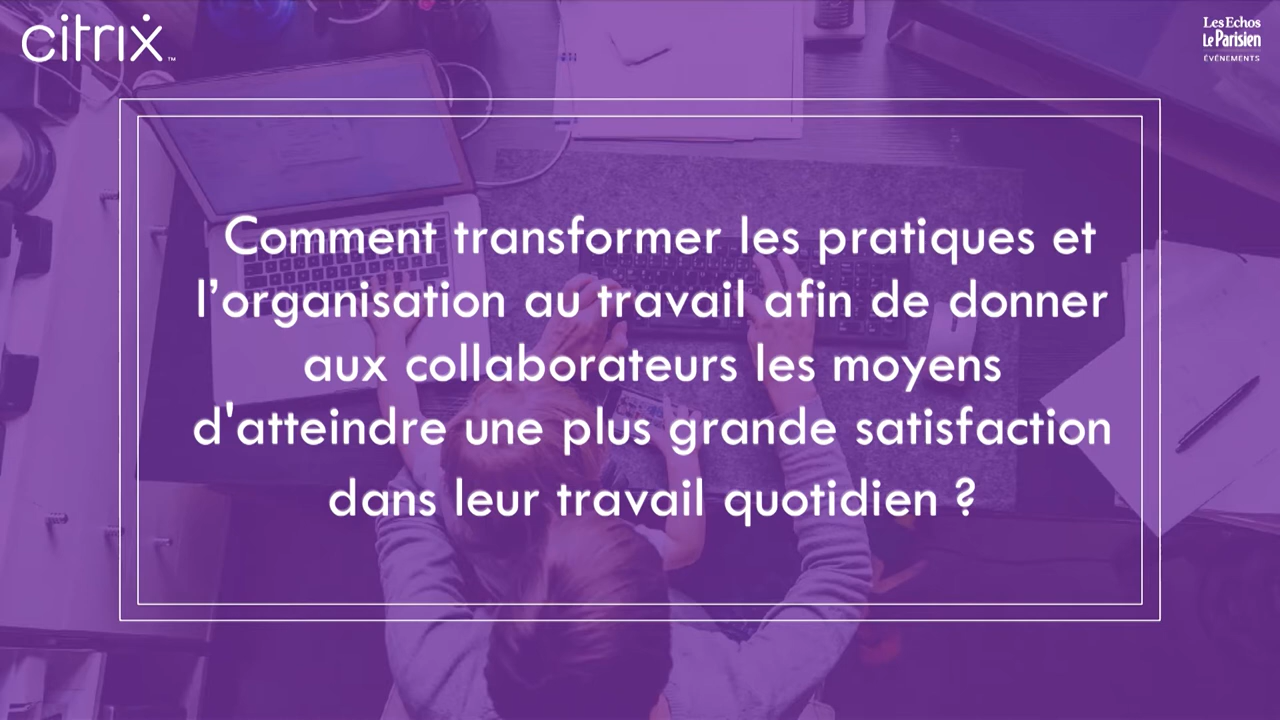 citrix™
Les Echos
Le Parisien
ÉVÉNEMENTS
Comment transformer les pratiques et
l’organisation au travail afin de donner
aux collaborateurs les moyens
d'atteindre une plus grande satisfaction
dans leur travail quotidien ?